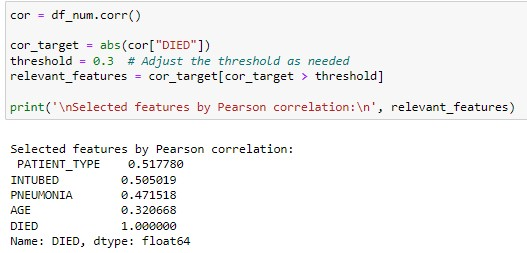 cor = df_num.corr()
cor_target = abs(cor["DIED"])
threshold = 0.3  # Adjust the threshold as needed
relevant_features = cor_target[cor_target > threshold]
print('\nSelected features by Pearson correlation:\n', relevant_features)
Selected features by Pearson correlation:
 PATIENT_TYPE    0.517780
INTUBED         0.505019
PNEUMONIA       0.471518
AGE             0.320668
DIED            1.000000
Name: DIED, dtype: float64